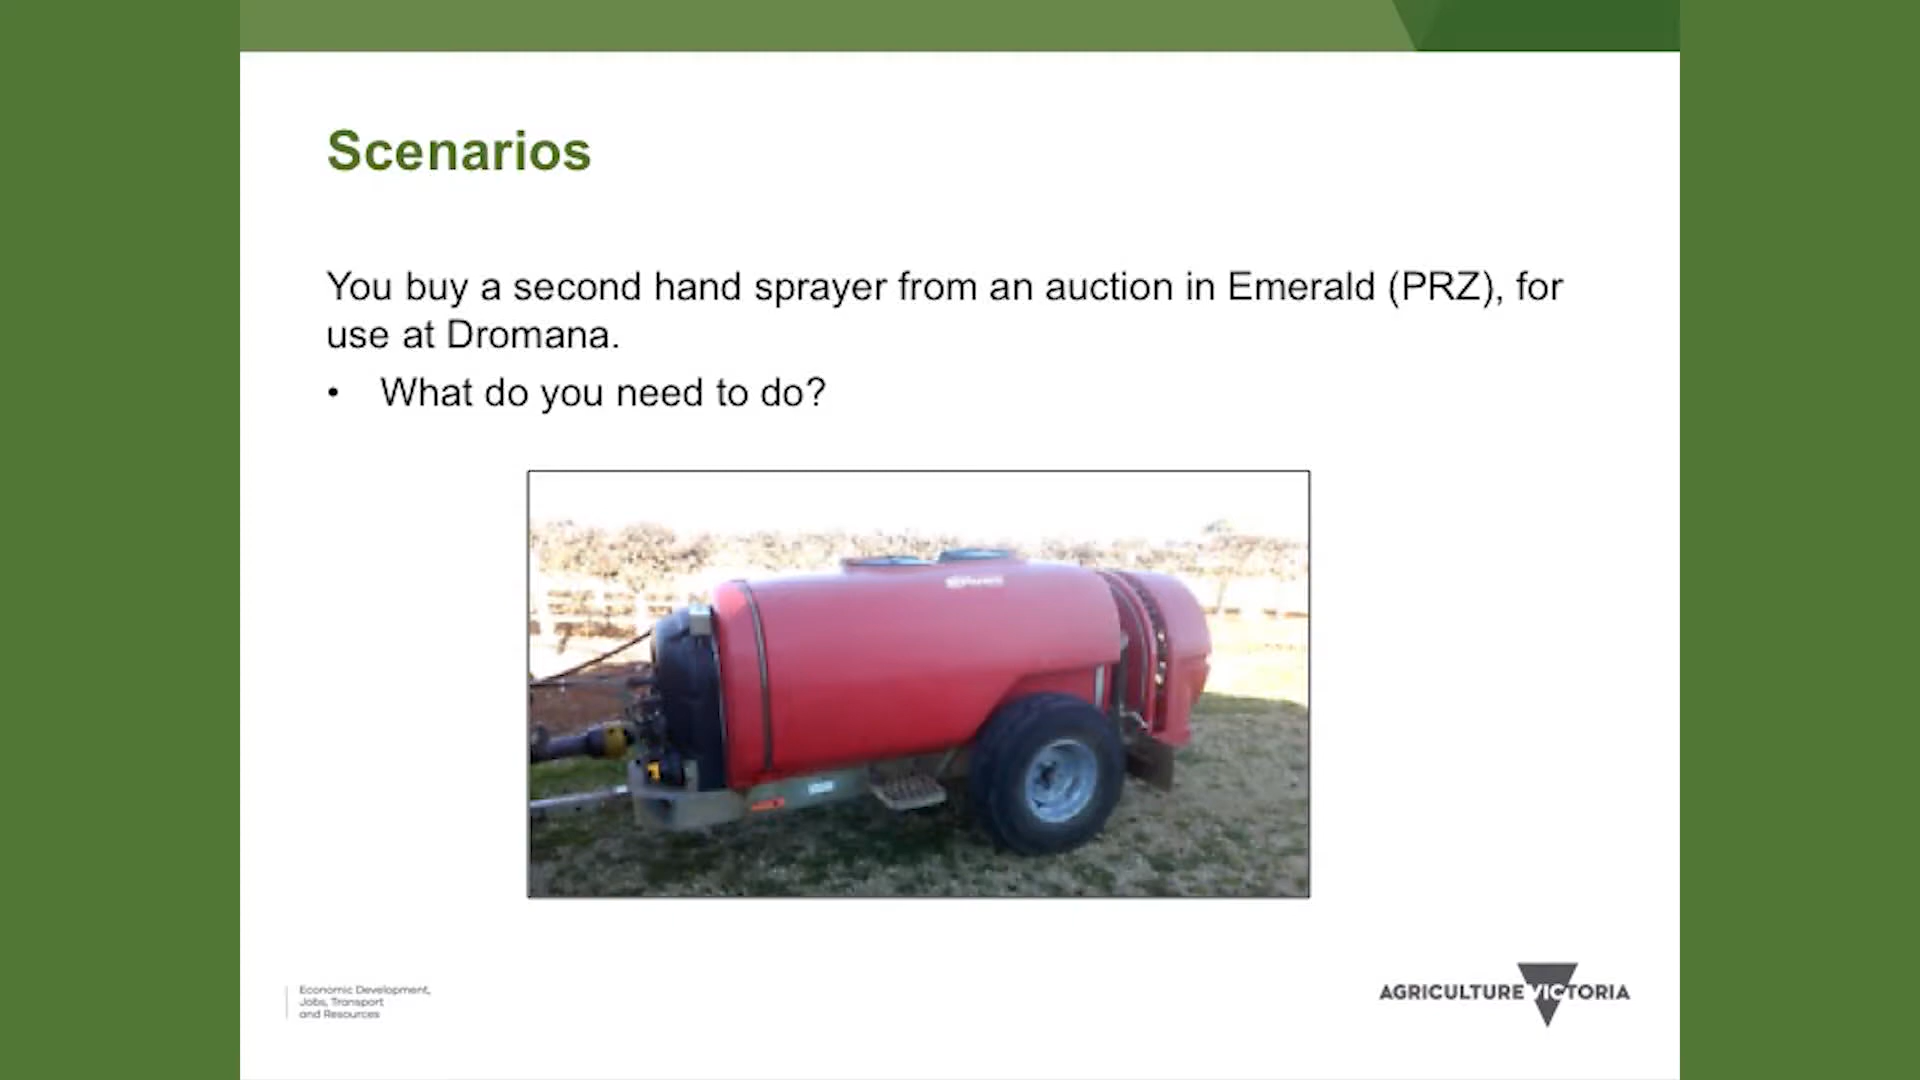 Scenarios
You buy a second hand sprayer from an auction in Emerald (PRZ), for
use at Dromana.
• What do you need to do?
Economic Development,
Jobs, Transport
and Resources
AGRICULTURE VICTORIA